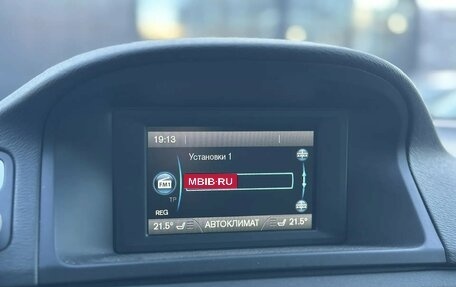 19:13
Установки 1
FM1
MBIB·RU
1P
REG
21.5° АВТОКЛИМАТ 21.5°